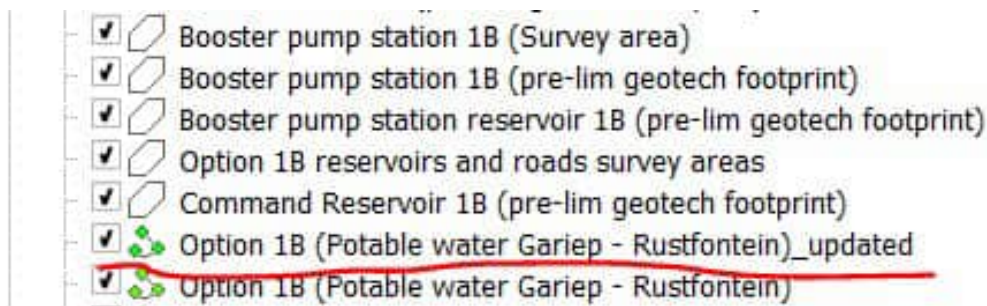 Booster pump station 1B (Survey area)
Booster pump station 1B (pre-lim geotech footprint)
Booster pump station reservoir 1B (pre-lim geotech footprint)
Option 1B reservoirs and roads survey areas
Command Reservoir 1B (pre-lim geotech footprint)
Option 1B (Potable water Gariep - Rustfontein)_updated
Option 1B (Potable water Gariep - Rustfontein)